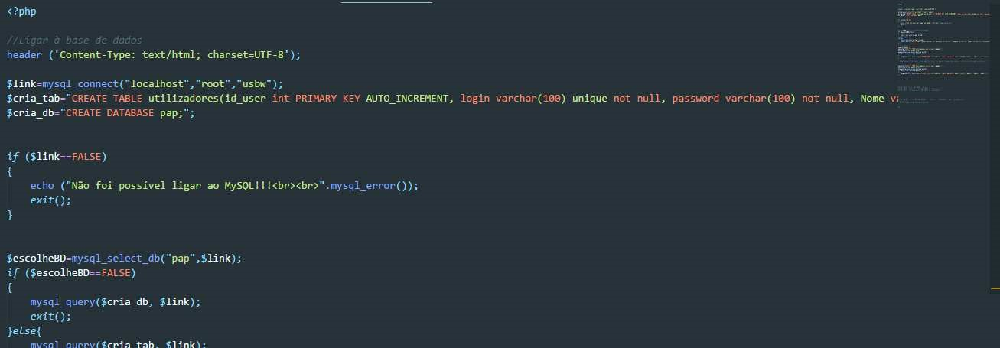 <?php
//Ligar à base de dados
header ('Content-Type: text/html; charset=UTF-8');
$link=mysql_connect("localhost","root","usbw");
$cria_tab="CREATE TABLE utilizadores(id_user int PRIMARY KEY AUTO_INCREMENT, login varchar(100) unique not null, password varchar(100) not null, Nome va
$cria_db="CREATE DATABASE pap;";
if ($link==FALSE)
{
echo ("Não foi possível ligar ao MySQL!!!<br><br>".mysql_error());
exit();
}
$escolheBD=mysql_select_db("pap",$link);
if ($escolheBD==FALSE)
{
mysql_query($cria_db, $link);
exit();
}else{
mysql_query($cria_tab, $link);